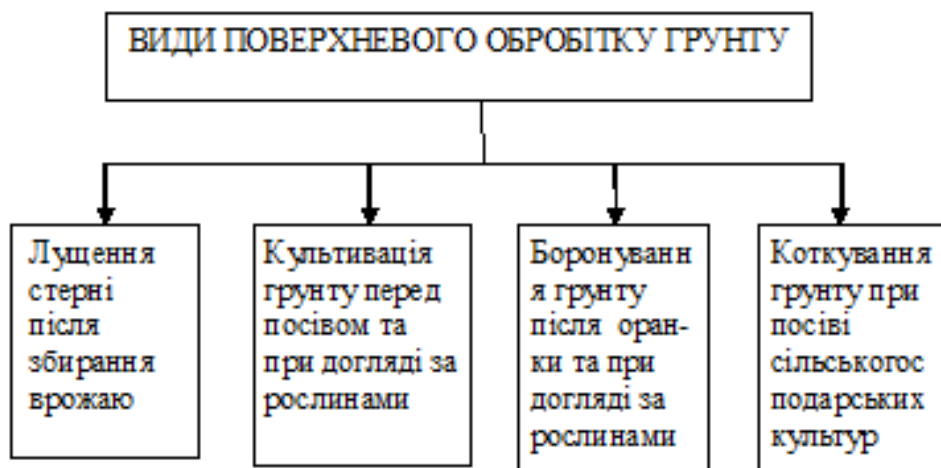 ВИДИ ПОВЕРХНЕВОГО ОБРОБІТКУ ГРУНТУ
Лущення
стерні
після
збирання
врожаю
Культивація
грунту перед
посівом та
при догляді за
рослинами
Боронуванн
я грунту
після оран-
ки та при
догляді за
рослинами
Коткування
грунту при
посіві
сільськогос
подарських
культур